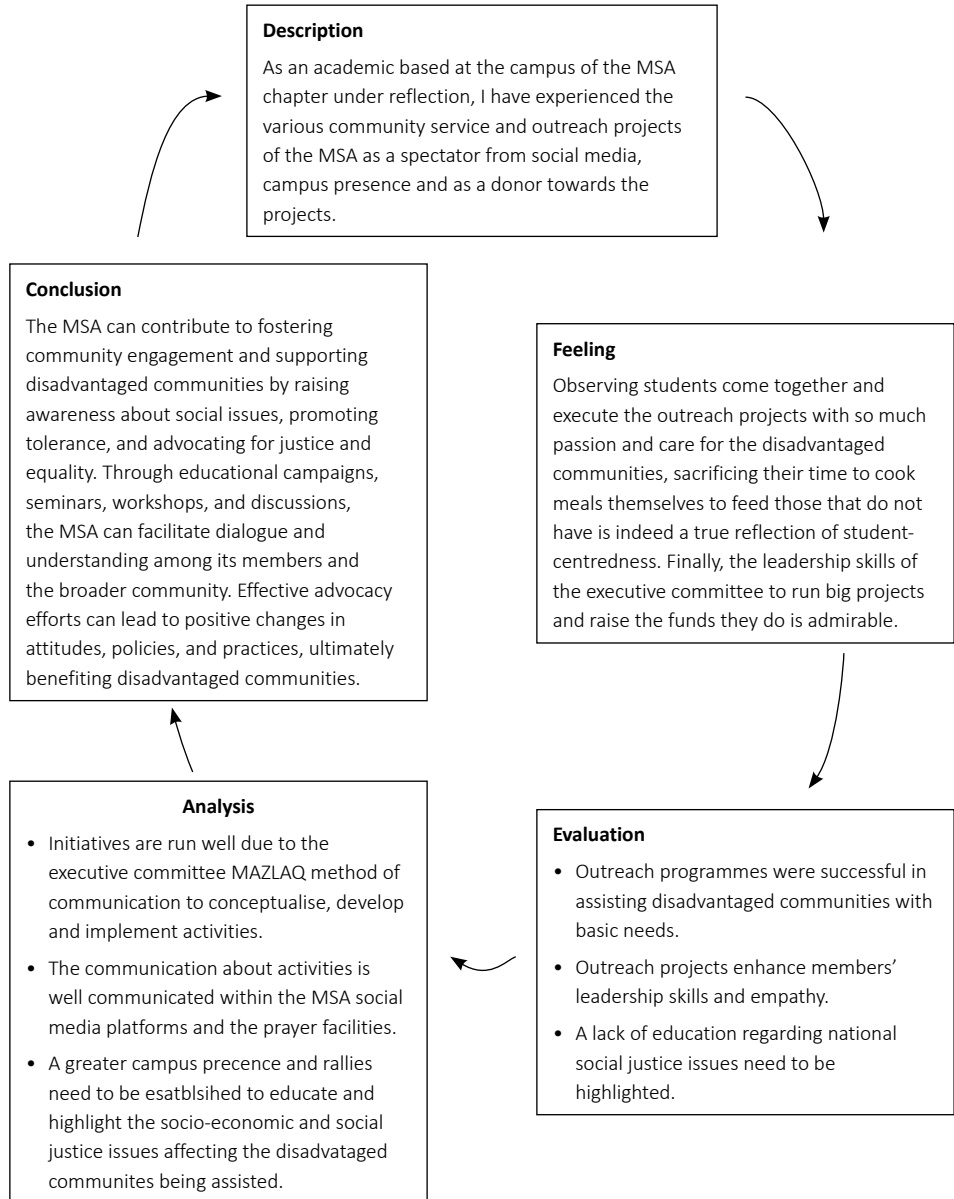 Description
As an academic based at the campus of the MSA
chapter under reflection, I have experienced the
various community service and outreach projects
of the MSA as a spectator from social media,
campus presence and as a donor towards the
projects.
Feeling
Observing students come together and
execute the outreach projects with so much
passion and care for the disadvantaged
communities, sacrificing their time to cook
meals themselves to feed those that do not
have is indeed a true reflection of student-
centredness. Finally, the leadership skills of
the executive committee to run big projects
and raise the funds they do is admirable.
Evaluation
• Outreach programmes were successful in
assisting disadvantaged communities with
basic needs.
• Outreach projects enhance members’
leadership skills and empathy.
• A lack of education regarding national
social justice issues need to be
highlighted.
Analysis
• Initiatives are run well due to the
executive committee MAZLAQ method of
communication to conceptualise, develop
and implement activities.
• The communication about activities is
well communicated within the MSA social
media platforms and the prayer facilities.
• A greater campus precence and rallies
need to be esatblsihed to educate and
highlight the socio-economic and social
justice issues affecting the disadvataged
communites being assisted.
Conclusion
The MSA can contribute to fostering
community engagement and supporting
disadvantaged communities by raising
awareness about social issues, promoting
tolerance, and advocating for justice and
equality. Through educational campaigns,
seminars, workshops, and discussions,
the MSA can facilitate dialogue and
understanding among its members and
the broader community. Effective advocacy
efforts can lead to positive changes in
attitudes, policies, and practices, ultimately
benefiting disadvantaged communities.